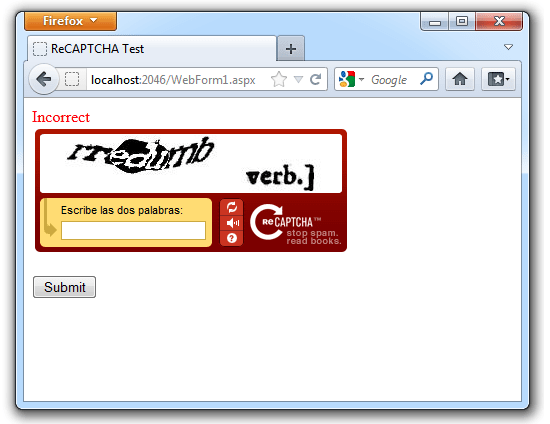 Firefox
ReCAPTCHA Test
localhost:2046/WebForm1.aspx
Google
Incorrect
verb.]
Escribe las dos palabras:
reCAPTCHA™
stop spam.
read books.
Submit